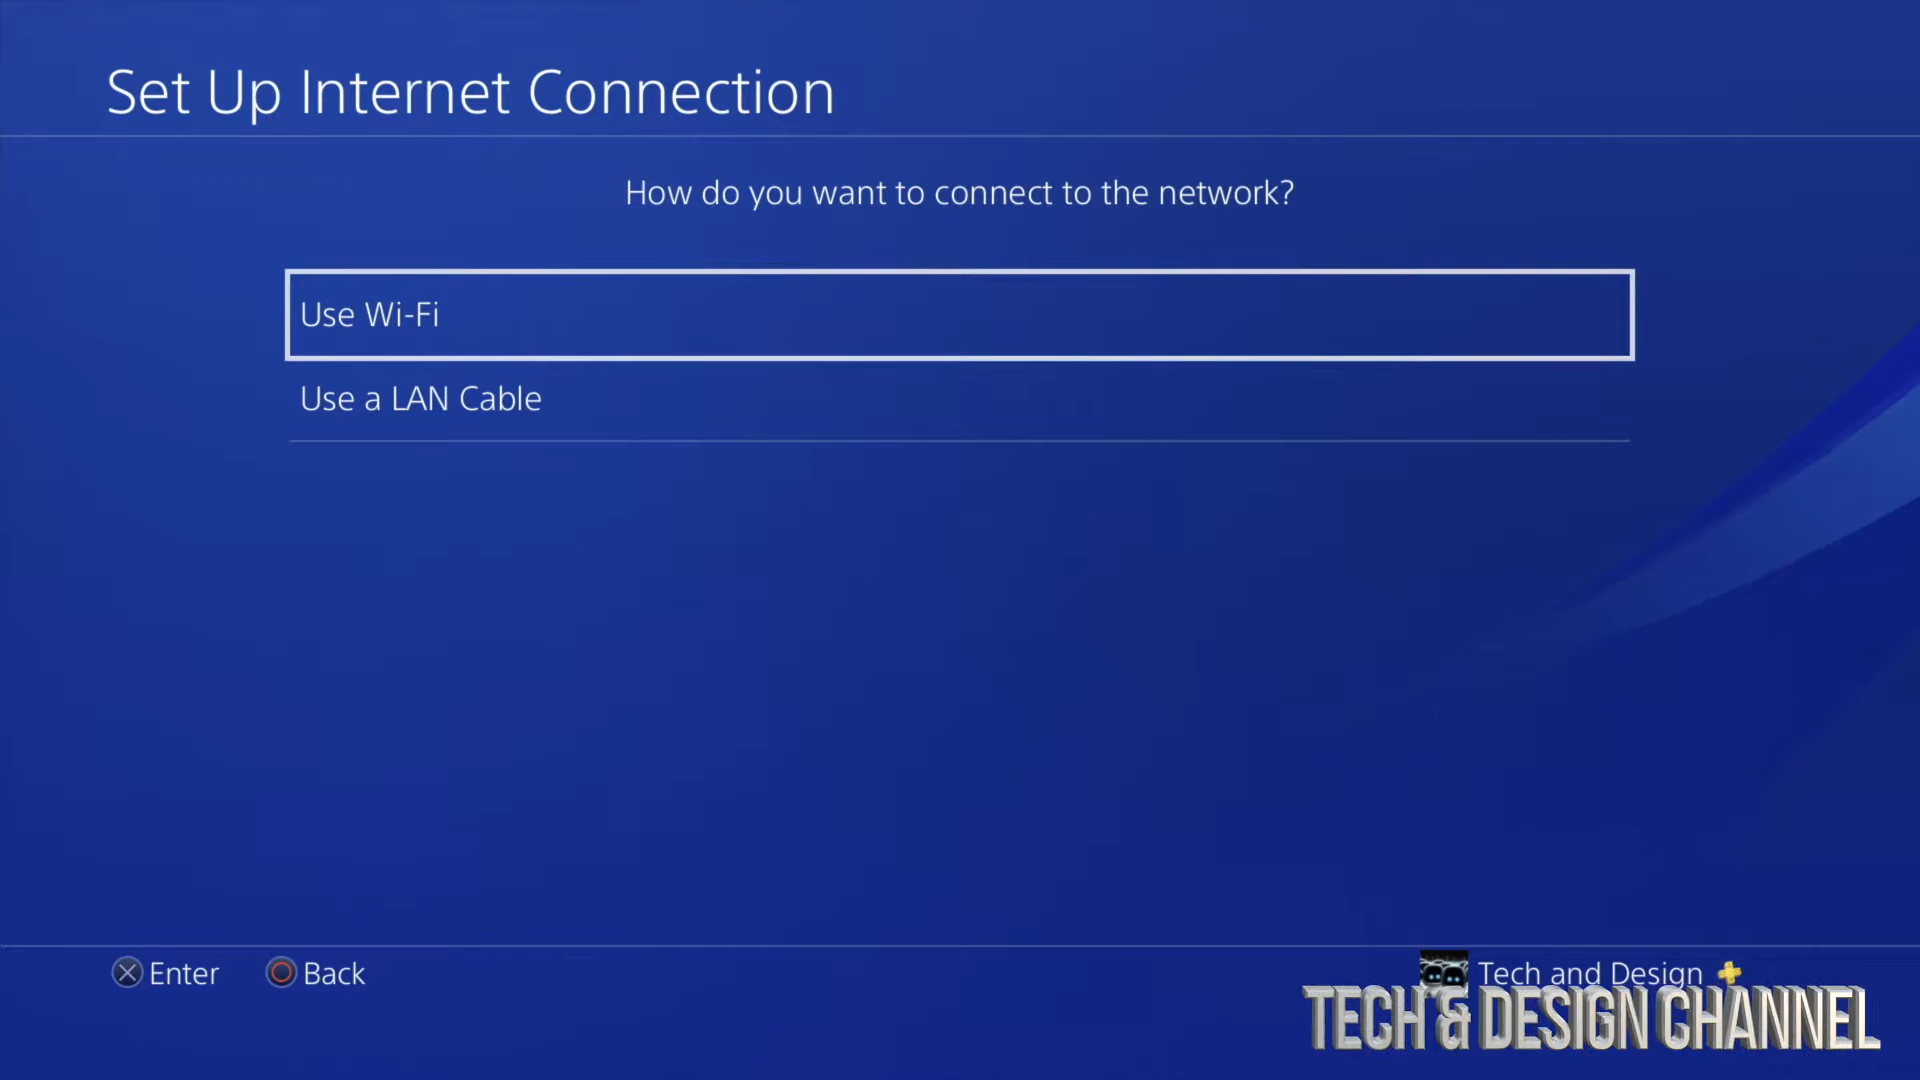 Set Up Internet Connection
How do you want to connect to the network?
Use Wi-Fi
Use a LAN Cable
Enter
Back
Tech and Design
TECH & DESIGN CHANNEL